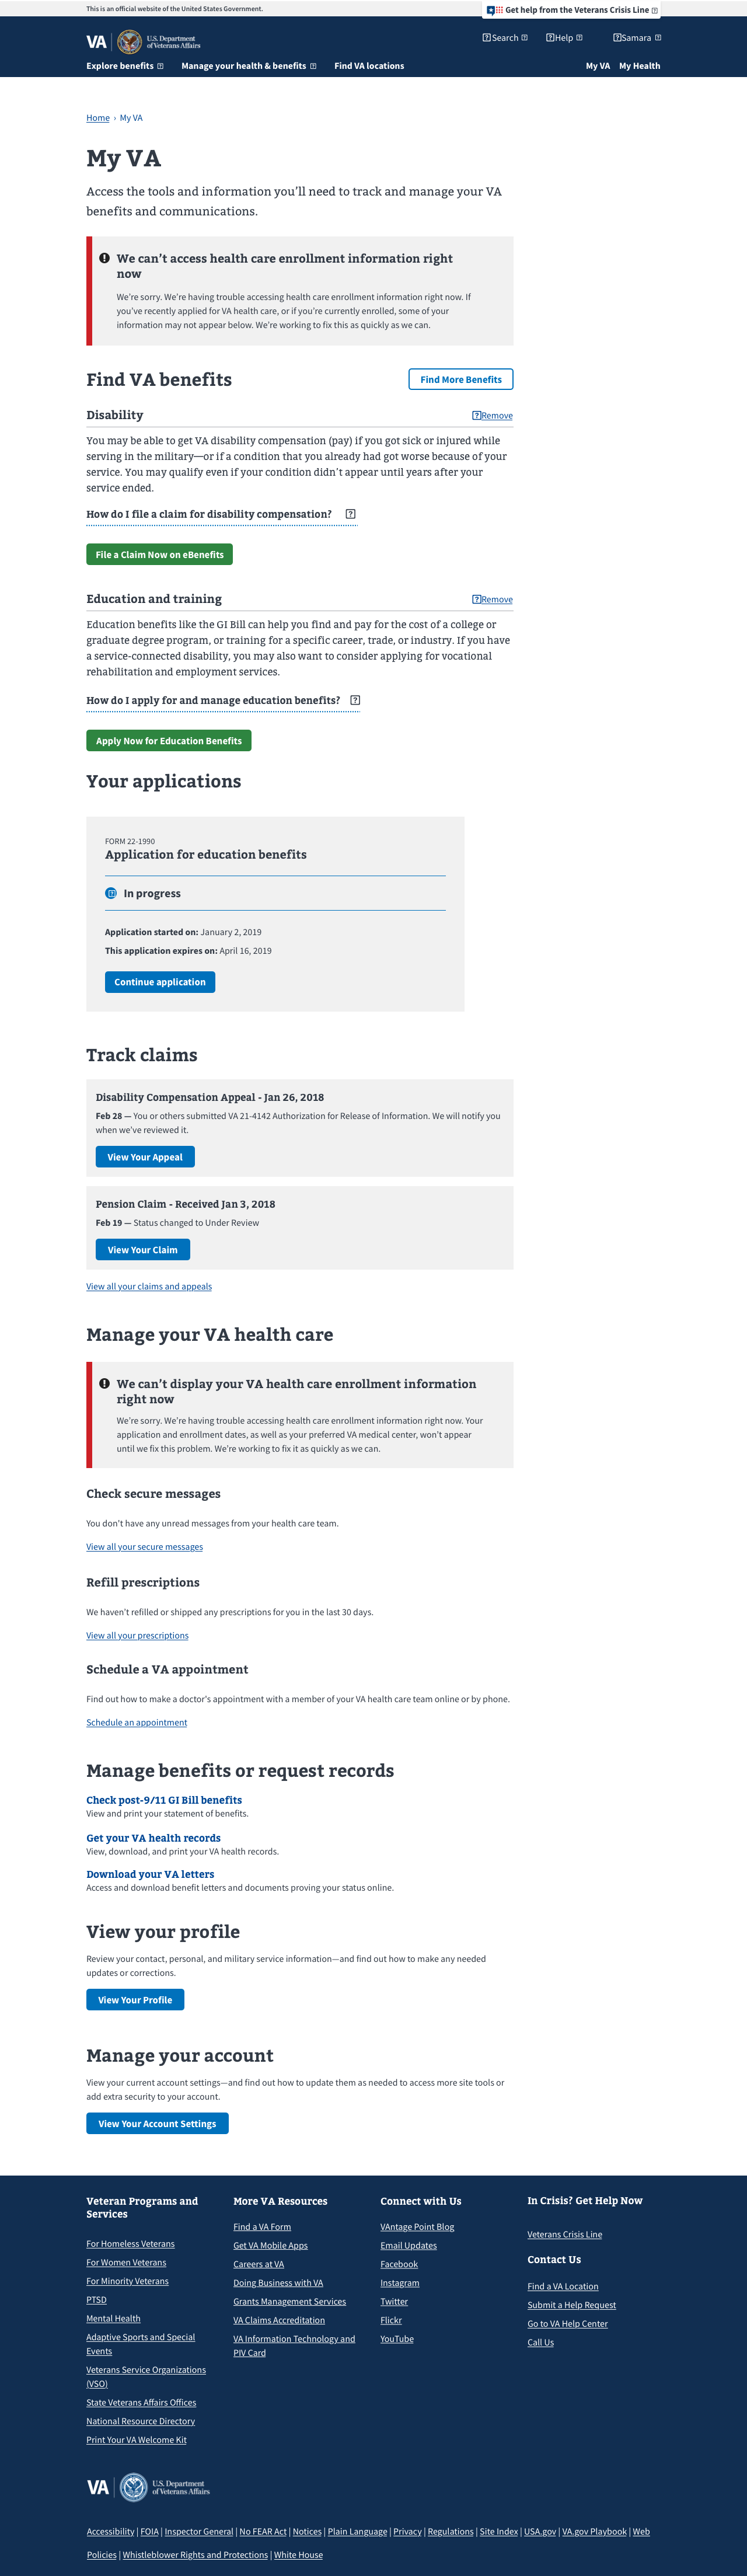 This is an official website of the United States Government.
Get help from the Veterans Crisis Line
VA
U.S. Department
of Veterans Affairs
Search
Help
Samara
Explore benefits
Manage your health & benefits
Find VA locations
My VA
My Health
Home › My VA
My VA
Access the tools and information you’ll need to track and manage your VA
benefits and communications.
We can’t access health care enrollment information right
now
We’re sorry. We’re having trouble accessing health care enrollment information right now. If
you’ve recently applied for VA health care, or if you’re currently enrolled, some of your
information may not appear below. We’re working to fix this as quickly as we can.
Find VA benefits
Find More Benefits
Disability
Remove
You may be able to get VA disability compensation (pay) if you got sick or injured while
serving in the military—or if a condition that you already had got worse because of your
service. You may qualify even if your condition didn’t appear until years after your
service ended.
How do I file a claim for disability compensation?
File a Claim Now on eBenefits
Education and training
Remove
Education benefits like the GI Bill can help you find and pay for the cost of a college or
graduate degree program, or training for a specific career, trade, or industry. If you have
a service-connected disability, you may also want to consider applying for vocational
rehabilitation and employment services.
How do I apply for and manage education benefits?
Apply Now for Education Benefits
Your applications
FORM 22-1990
Application for education benefits
In progress
Application started on: January 2, 2019
This application expires on: April 16, 2019
Continue application
Track claims
Disability Compensation Appeal - Jan 26, 2018
Feb 28 — You or others submitted VA 21-4142 Authorization for Release of Information. We will notify you
when we’ve reviewed it.
View Your Appeal
Pension Claim - Received Jan 3, 2018
Feb 19 — Status changed to Under Review
View Your Claim
View all your claims and appeals
Manage your VA health care
We can’t display your VA health care enrollment information
right now
We’re sorry. We’re having trouble accessing health care enrollment information right now. Your
application and enrollment dates, as well as your preferred VA medical center, won’t appear
until we fix this problem. We’re working to fix it as quickly as we can.
Check secure messages
You don’t have any unread messages from your health care team.
View all your secure messages
Refill prescriptions
We haven’t refilled or shipped any prescriptions for you in the last 30 days.
View all your prescriptions
Schedule a VA appointment
Find out how to make a doctor’s appointment with a member of your VA health care team online or by phone.
Schedule an appointment
Manage benefits or request records
Check post-9/11 GI Bill benefits
View and print your statement of benefits.
Get your VA health records
View, download, and print your VA health records.
Download your VA letters
Access and download benefit letters and documents proving your status online.
View your profile
Review your contact, personal, and military service information—and find out how to make any needed
updates or corrections.
View Your Profile
Manage your account
View your current account settings—and find out how to update them as needed to access more site tools or
add extra security to your account.
View Your Account Settings
Veteran Programs and
Services
For Homeless Veterans
For Women Veterans
For Minority Veterans
PTSD
Mental Health
Adaptive Sports and Special
Events
Veterans Service Organizations
(VSO)
State Veterans Affairs Offices
National Resource Directory
Print Your VA Welcome Kit
More VA Resources
Find a VA Form
Get VA Mobile Apps
Careers at VA
Doing Business with VA
Grants Management Services
VA Claims Accreditation
VA Information Technology and
PIV Card
Connect with Us
VAntage Point Blog
Email Updates
Facebook
Instagram
Twitter
Flickr
YouTube
In Crisis? Get Help Now
Veterans Crisis Line
Contact Us
Find a VA Location
Submit a Help Request
Go to VA Help Center
Call Us
VA
U.S. Department
of Veterans Affairs
Accessibility | FOIA | Inspector General | No FEAR Act | Notices | Plain Language | Privacy | Regulations | Site Index | USA.gov | VA.gov Playbook | Web
Policies | Whistleblower Rights and Protections | White House